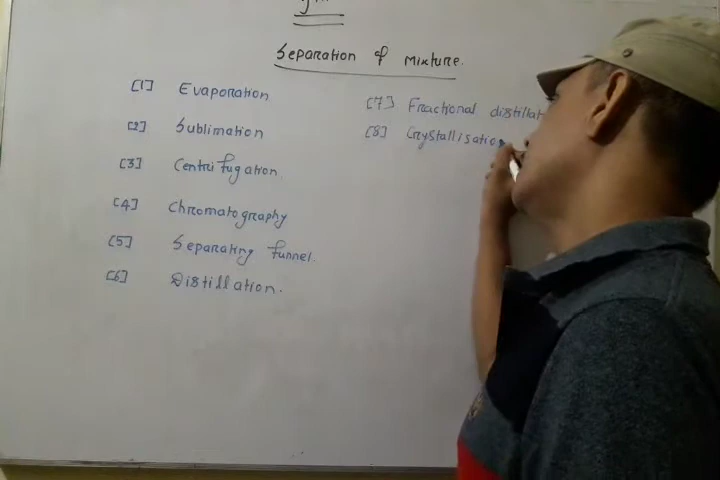 Separation of Mixture.
[1] Evaporation
[2] Sublimation
[3] Centrifugation.
[4] Chromatography
[5] Separating funnel.
[6] Distillation.
[7] Fractional distillat
[8] Crystallisation